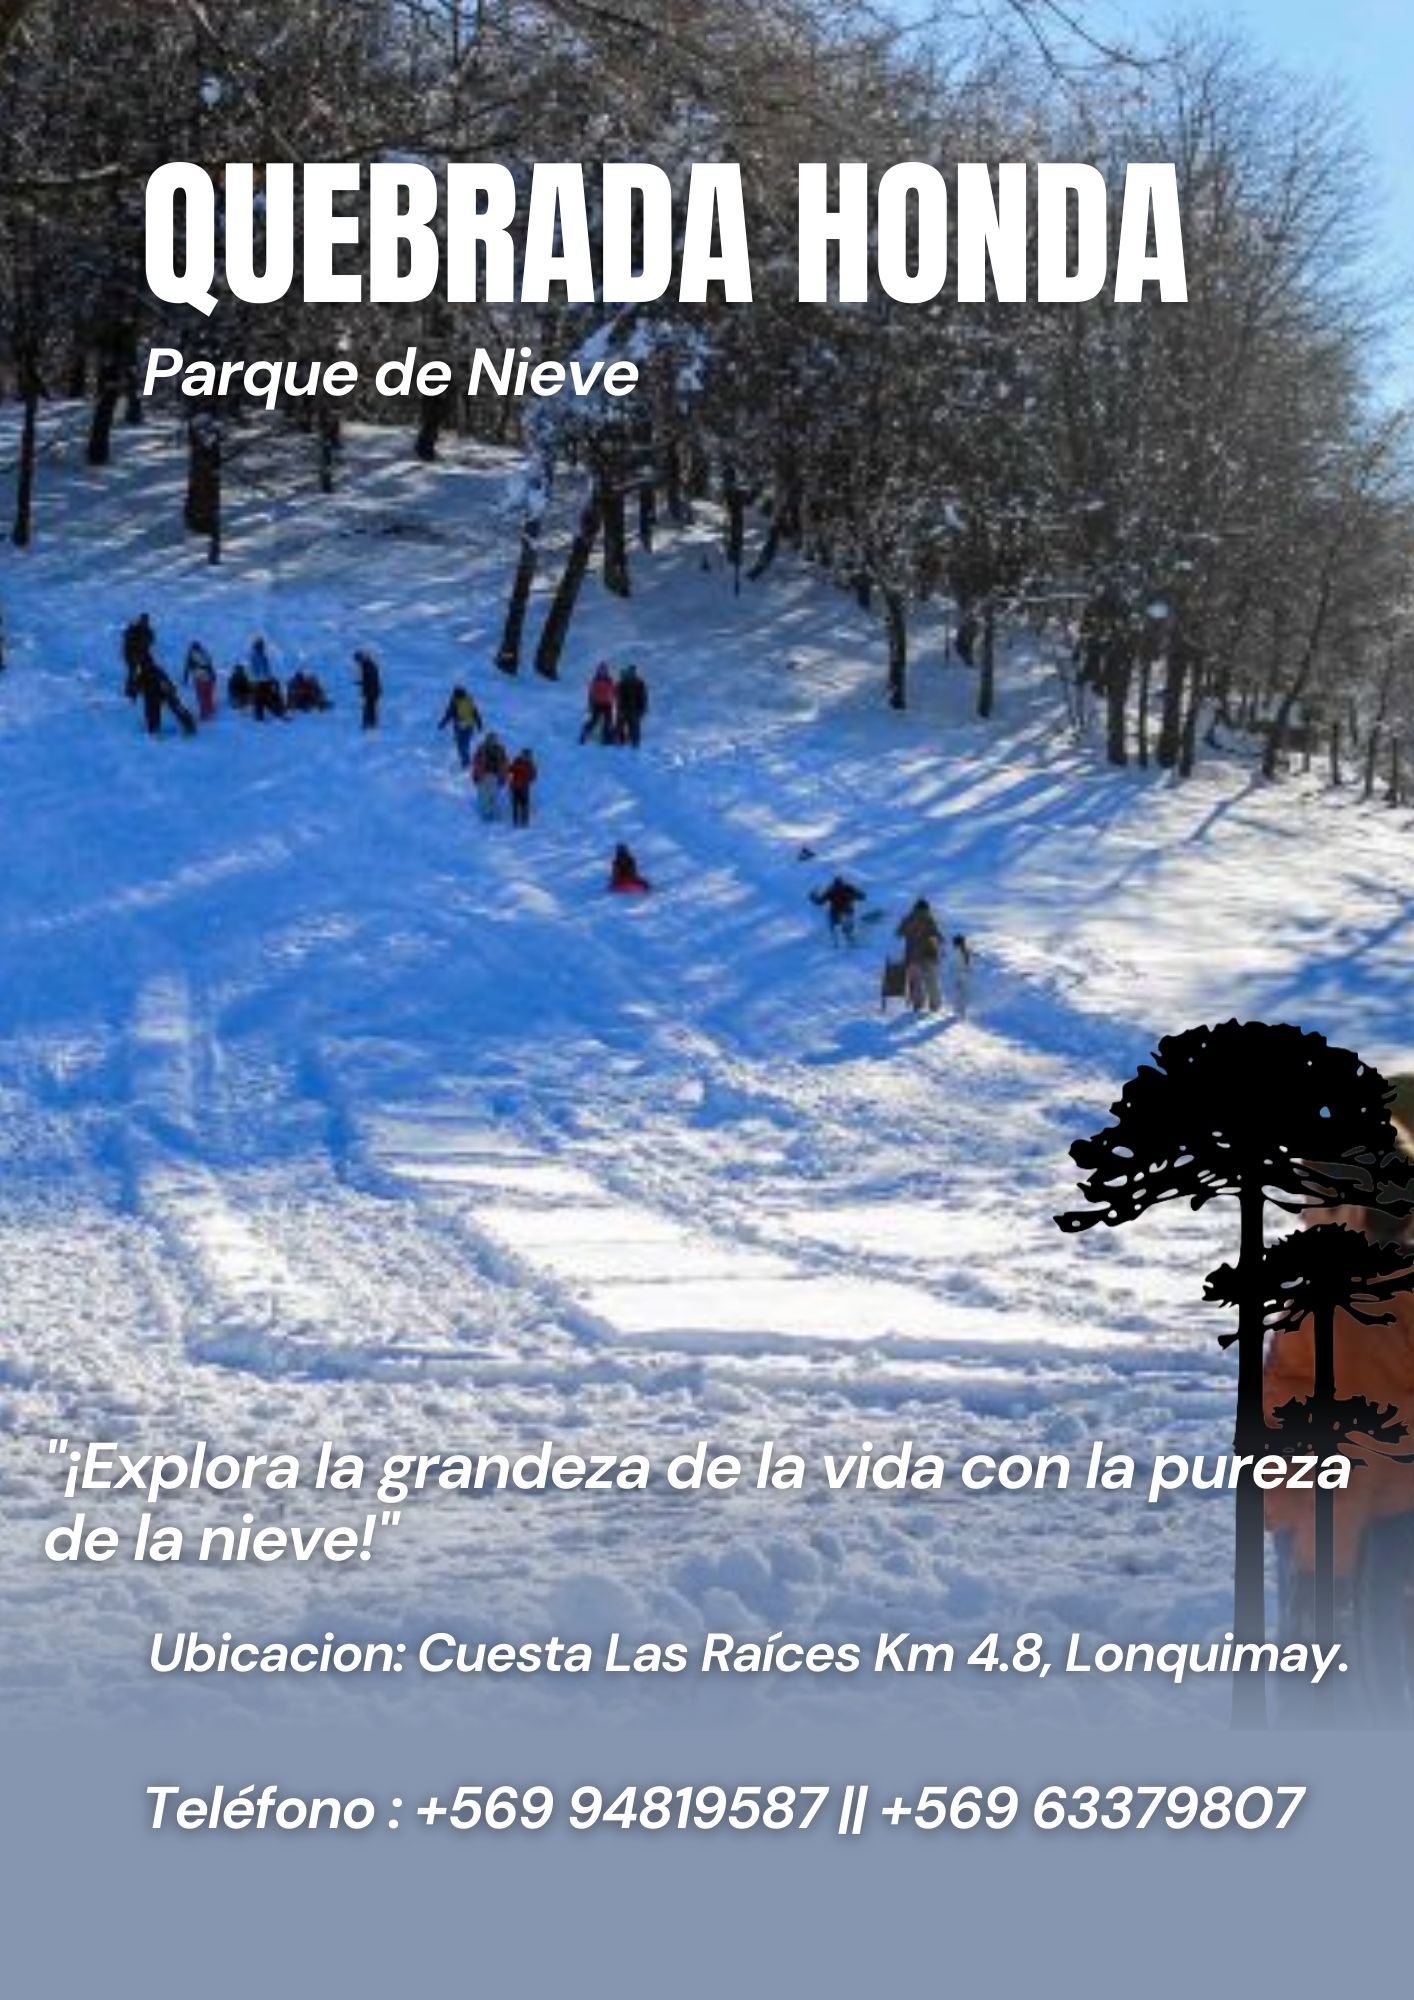 QUEBRADA HONDA
Parque de Nieve
"¡Explora la grandeza de la vida con la pureza
de la nieve!"
Ubicacion: Cuesta Las Raíces Km 4.8, Lonquimay.
Teléfono : +569 94819587 || +569 63379807